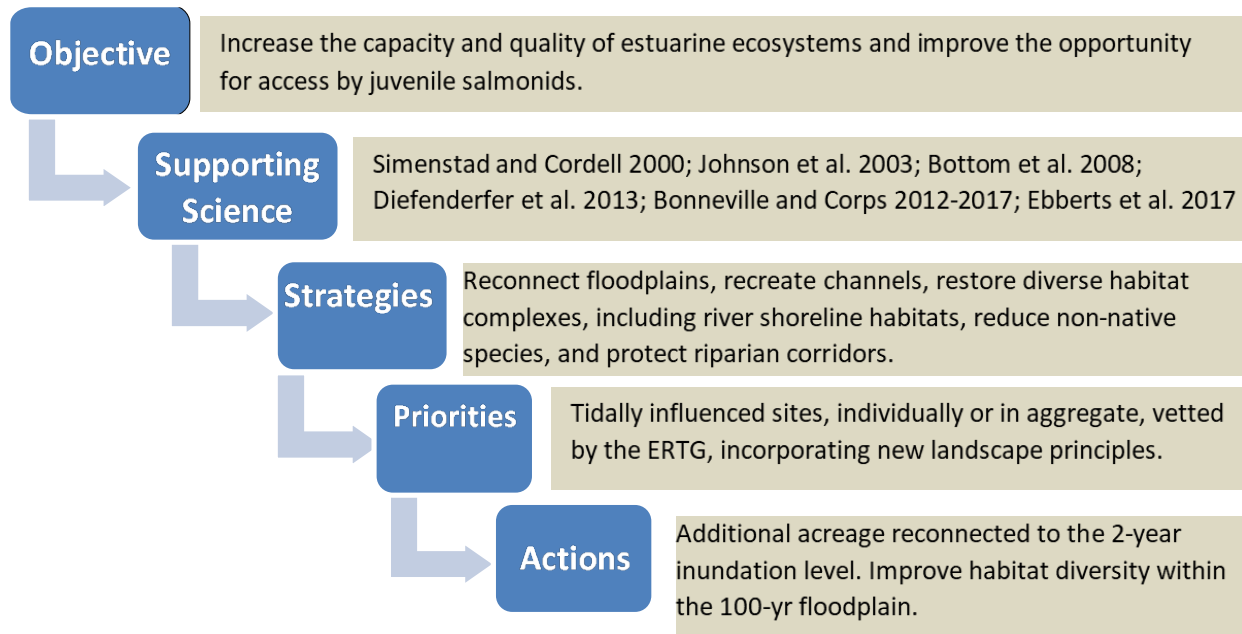 Objective
Increase the capacity and quality of estuarine ecosystems and improve the opportunity
for access by juvenile salmonids.
Supporting
Science
Simenstad and Cordell 2000; Johnson et al. 2003; Bottom et al. 2008;
Diefenderfer et al. 2013; Bonneville and Corps 2012-2017; Ebberts et al. 2017
Strategies
Reconnect floodplains, recreate channels, restore diverse habitat
complexes, including river shoreline habitats, reduce non-native
species, and protect riparian corridors.
Priorities
Tidally influenced sites, individually or in aggregate, vetted
by the ERTG, incorporating new landscape principles.
Actions
Additional acreage reconnected to the 2-year
inundation level. Improve habitat diversity within
the 100-yr floodplain.